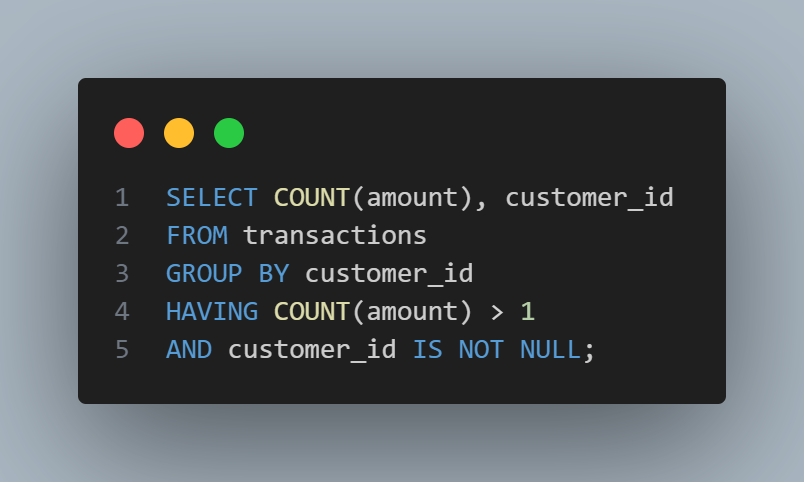 1 SELECT COUNT(amount), customer_id
2 FROM transactions
3 GROUP BY customer_id
4 HAVING COUNT(amount) > 1
5 AND customer_id IS NOT NULL;